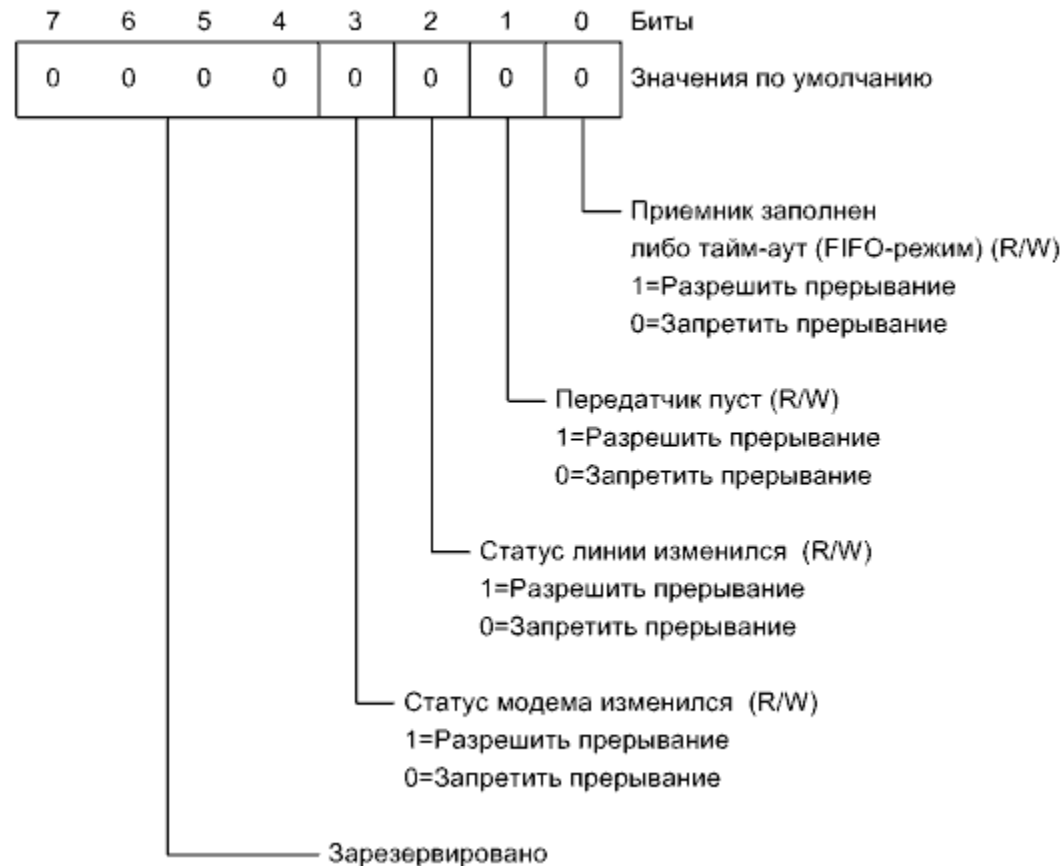 7 6 5 4 3 2 1 0 Биты
0 0 0 0 0 0 0 0 Значения по умолчанию
Приемник заполнен
либо тайм-аут (FIFO-режим) (R/W)
1=Разрешить прерывание
0=Запретить прерывание
Передатчик пуст (R/W)
1=Разрешить прерывание
0=Запретить прерывание
Статус линии изменился (R/W)
1=Разрешить прерывание
0=Запретить прерывание
Статус модема изменился (R/W)
1=Разрешить прерывание
0=Запретить прерывание
Зарезервировано